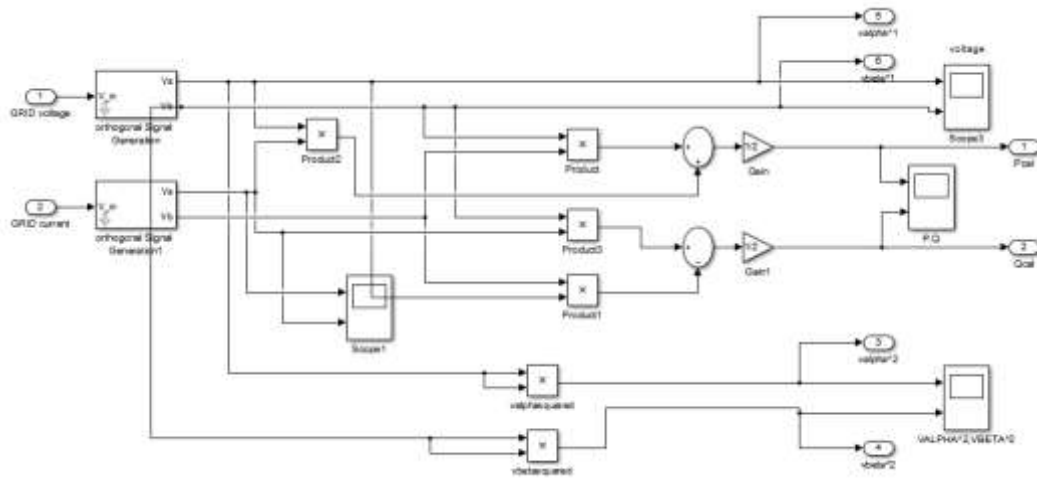 5
valpha^1
voltage
6
vbeta^1
1
GRID voltage
V_in
Va
Vb
orthogonal Signal
Generation
Scope3
×
Product2
×
Product
+
+
1/2
Gain
1
Pcal
2
GRID current
V_in
Va
Vb
orthogonal Signal
Generation1
×
Product3
+
−
1/2
Gain1
P,Q
2
Qcal
Scope1
×
Product1
3
valpha^2
×
valphasquared
VALPHA^2,VBETA^2
×
vbetasquared
4
vbeta^2